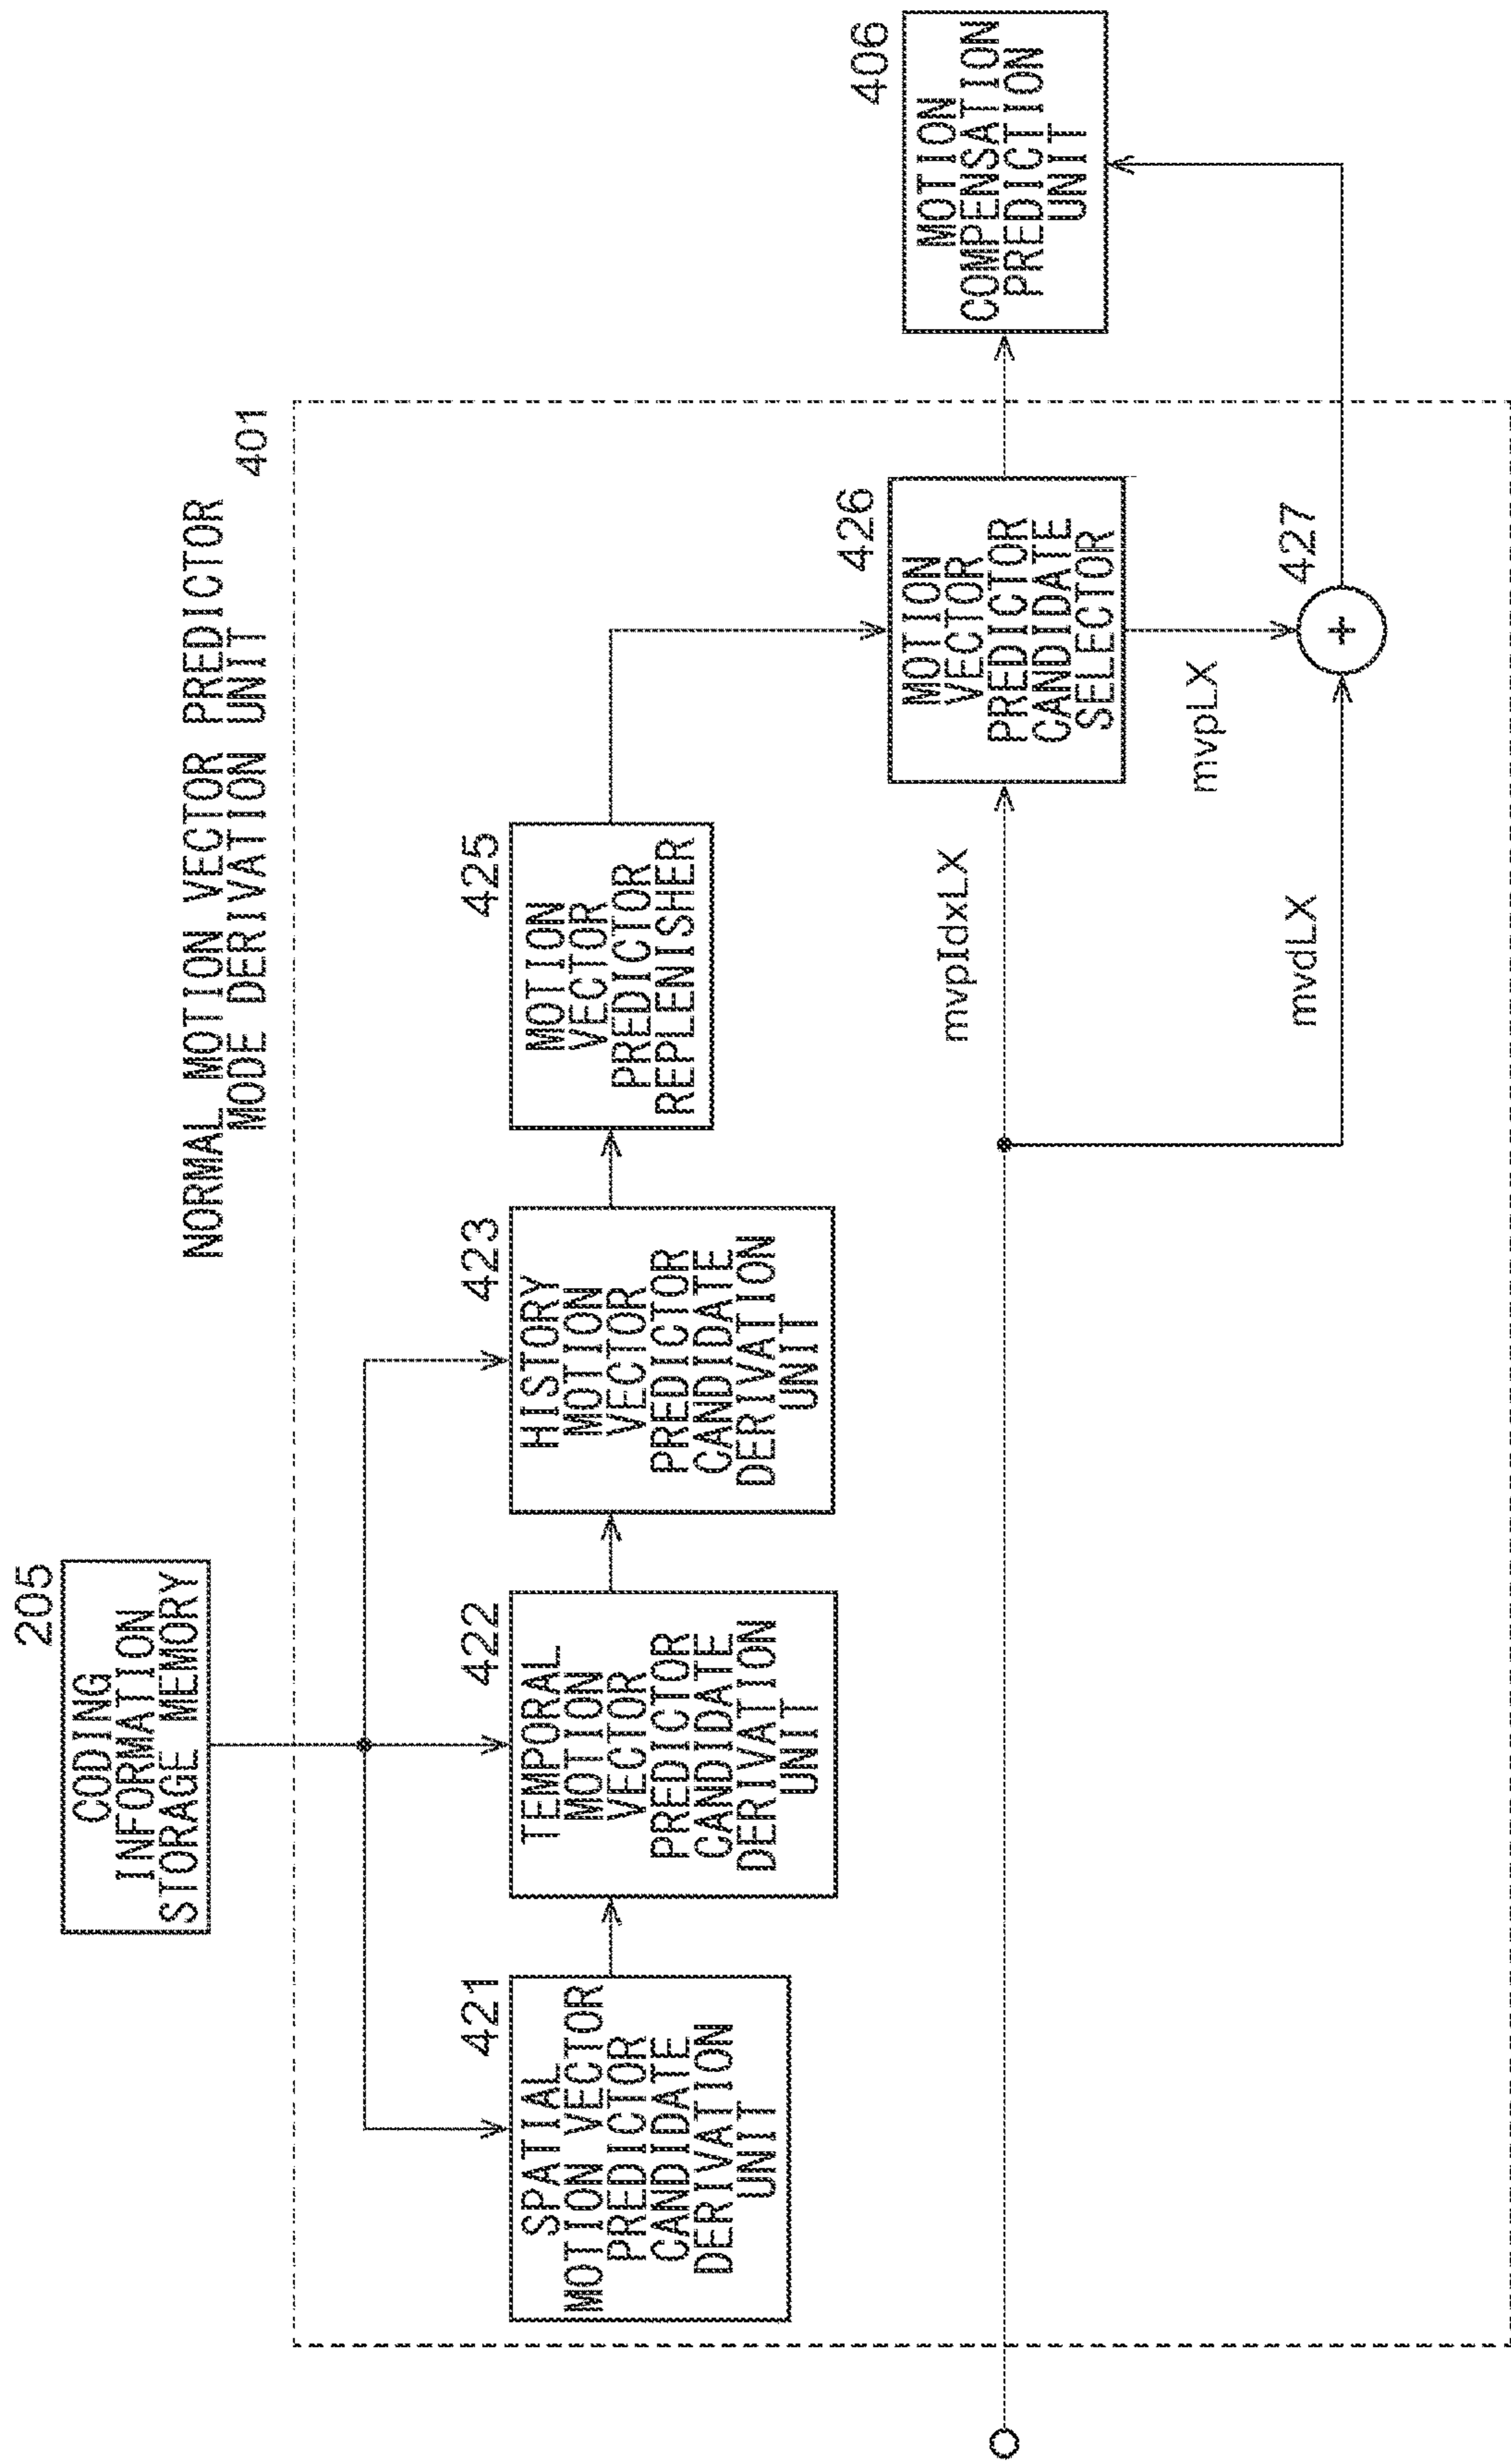 205
CODING
INFORMATION
STORAGE MEMORY
NORMAL MOTION VECTOR PREDICTOR
MODE DERIVATION UNIT
401
421
SPATIAL
MOTION VECTOR
PREDICTOR
CANDIDATE
DERIVATION
UNIT
422
TEMPORAL
MOTION
VECTOR
PREDICTOR
CANDIDATE
DERIVATION
UNIT
423
HISTORY
MOTION
VECTOR
PREDICTOR
CANDIDATE
DERIVATION
UNIT
425
MOTION
VECTOR
PREDICTOR
REPLENISHER
426
MOTION
VECTOR
PREDICTOR
CANDIDATE
SELECTOR
406
MOTION
COMPENSATION
PREDICTION
UNIT
mvpIdxLX
mvpLX
mvdLX
427
+